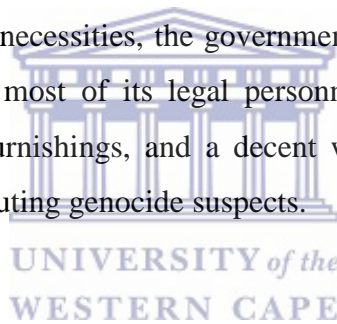 necessities, the governmen
most of its legal personn
urnishings, and a decent w
uting genocide suspects.
UNIVERSITY of the
WESTERN CAPE